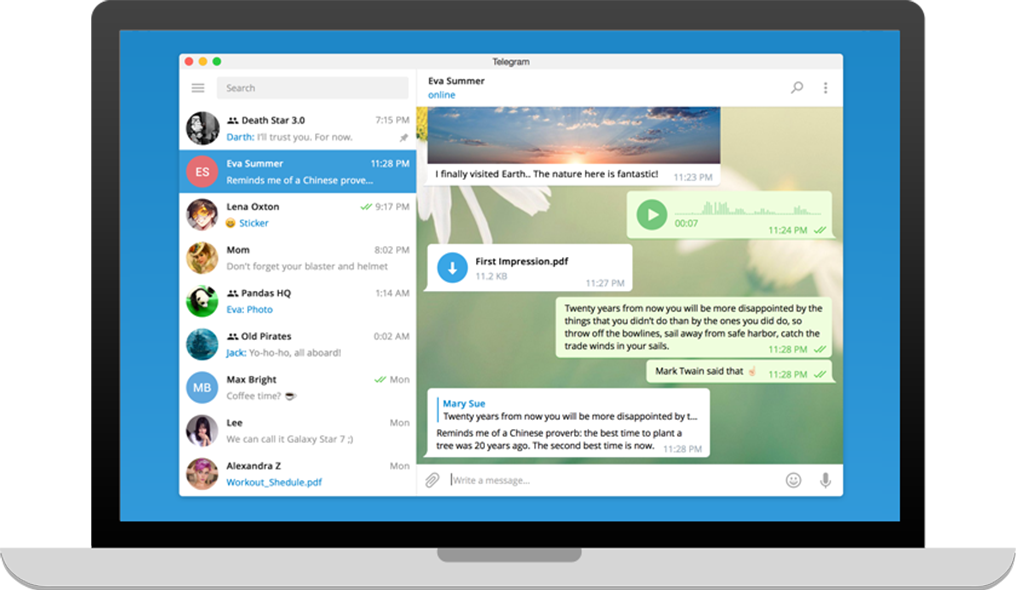 Telegram
Search
Death Star 3.0 7:15 PM
Darth: I'll trust you. For now.
ES
Eva Summer 11:28 PM
Reminds me of a Chinese prove...
Lena Oxton 9:17 PM
Sticker
Mom 8:02 PM
Don't forget your blaster and helmet
Pandas HQ 1:14 AM
Eva: Photo
Old Pirates 0:02 AM
Jack: Yo-ho-ho, all aboard!
MB
Max Bright Mon
Coffee time?
Lee Mon
We can call it Galaxy Star 7 ;)
Alexandra Z Mon
Workout_Shedule.pdf
Eva Summer
online
I finally visited Earth.. The nature here is fantastic! 11:23 PM
00:07 11:24 PM
First Impression.pdf
11.2 KB
11:27 PM
Twenty years from now you will be more disappointed by the
things that you didn't do than by the ones you did do, so
throw off the bowlines, sail away from safe harbor, catch the
trade winds in your sails. 11:28 PM
Mark Twain said that 11:28 PM
Mary Sue
Twenty years from now you will be more disappointed by t...
Reminds me of a Chinese proverb: the best time to plant a
tree was 20 years ago. The second best time is now. 11:28 PM
Write a message...